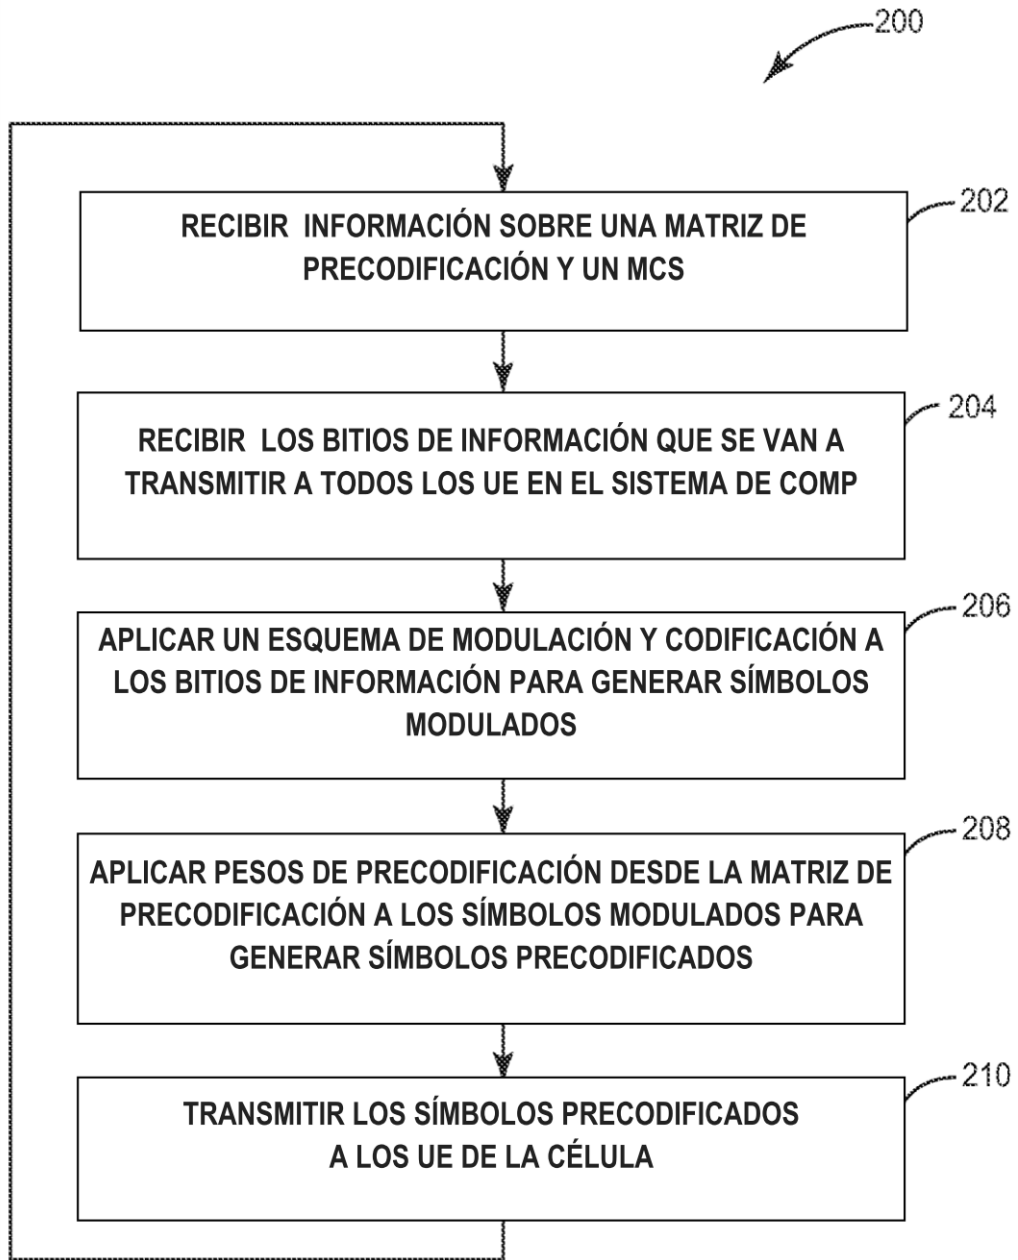 200
202
RECIBIR INFORMACIÓN SOBRE UNA MATRIZ DE
PRECODIFICACIÓN Y UN MCS
204
RECIBIR LOS BITIOS DE INFORMACIÓN QUE SE VAN A
TRANSMITIR A TODOS LOS UE EN EL SISTEMA DE COMP
206
APLICAR UN ESQUEMA DE MODULACIÓN Y CODIFICACIÓN A
LOS BITIOS DE INFORMACIÓN PARA GENERAR SÍMBOLOS
MODULADOS
208
APLICAR PESOS DE PRECODIFICACIÓN DESDE LA MATRIZ DE
PRECODIFICACIÓN A LOS SÍMBOLOS MODULADOS PARA
GENERAR SÍMBOLOS PRECODIFICADOS
210
TRANSMITIR LOS SÍMBOLOS PRECODIFICADOS
A LOS UE DE LA CÉLULA